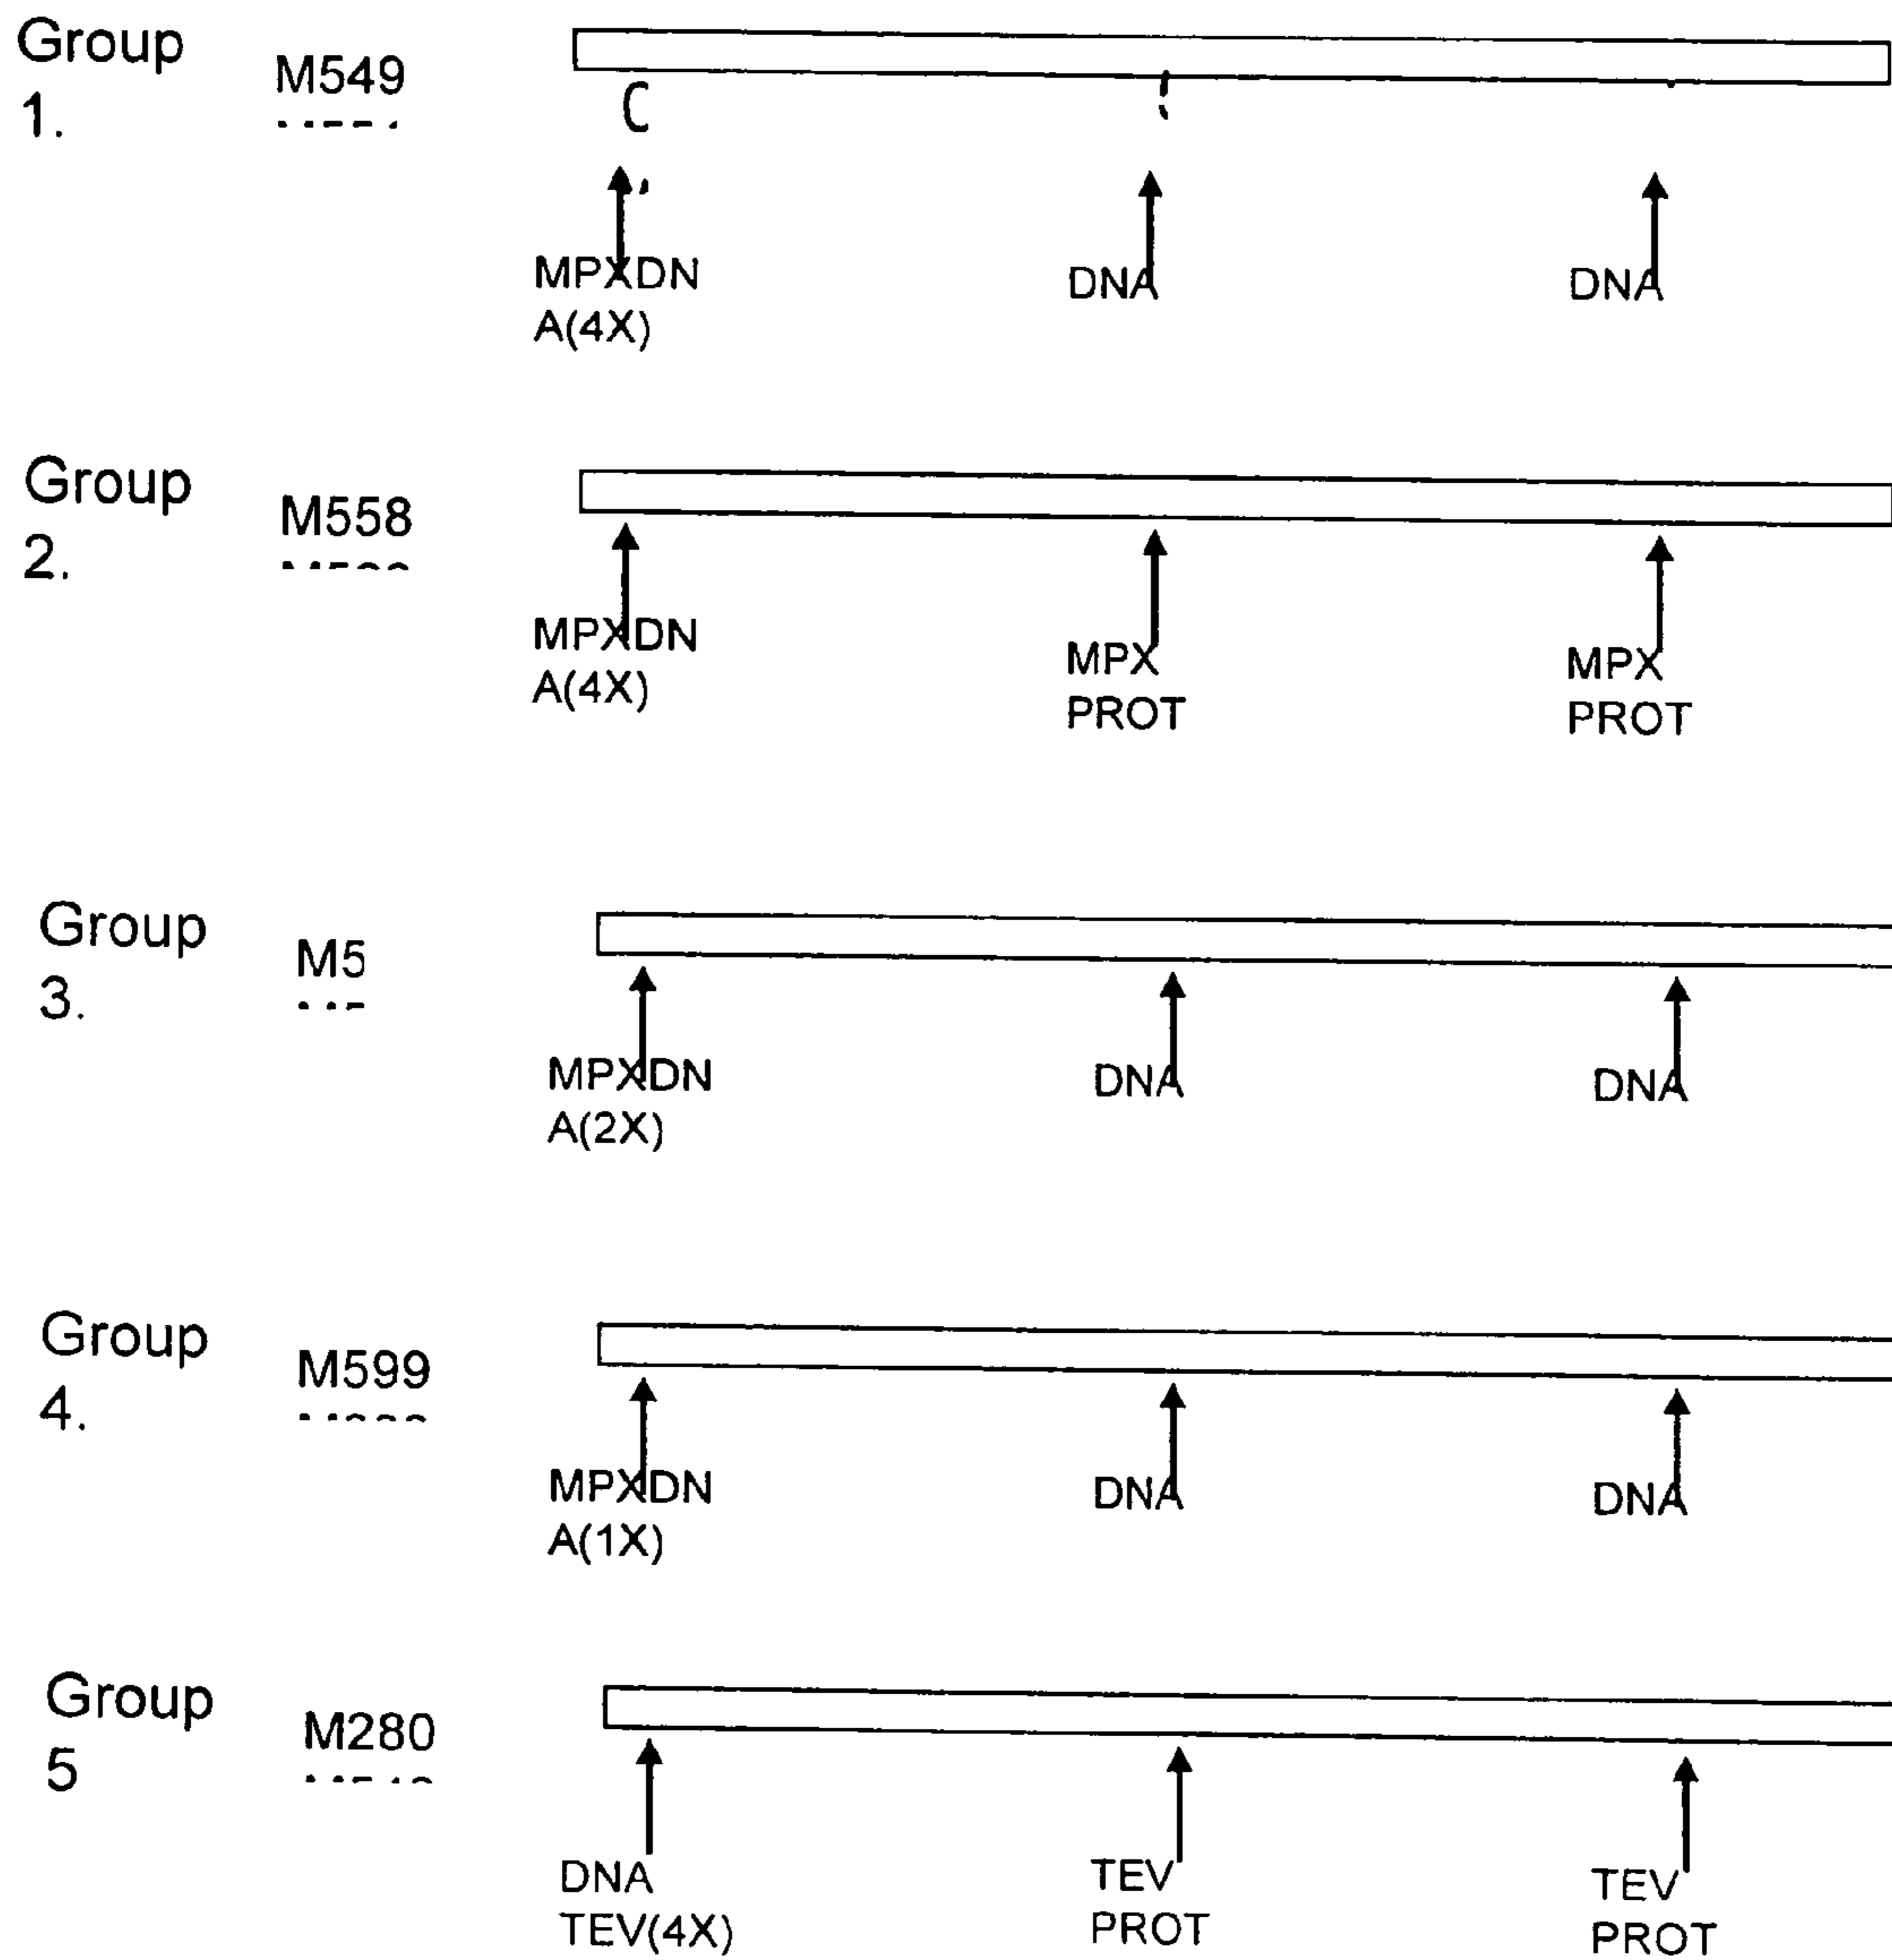 Group
1.
M549
MPXDN
A(4X)
DNA
DNA
Group
2.
M558
MPXDN
A(4X)
MPX
PROT
MPX
PROT
Group
3.
M5
MPXDN
A(2X)
DNA
DNA
Group
4.
M599
MPXDN
A(1X)
DNA
DNA
Group
5
M280
DNA
TEV(4X)
TEV
PROT
TEV
PROT